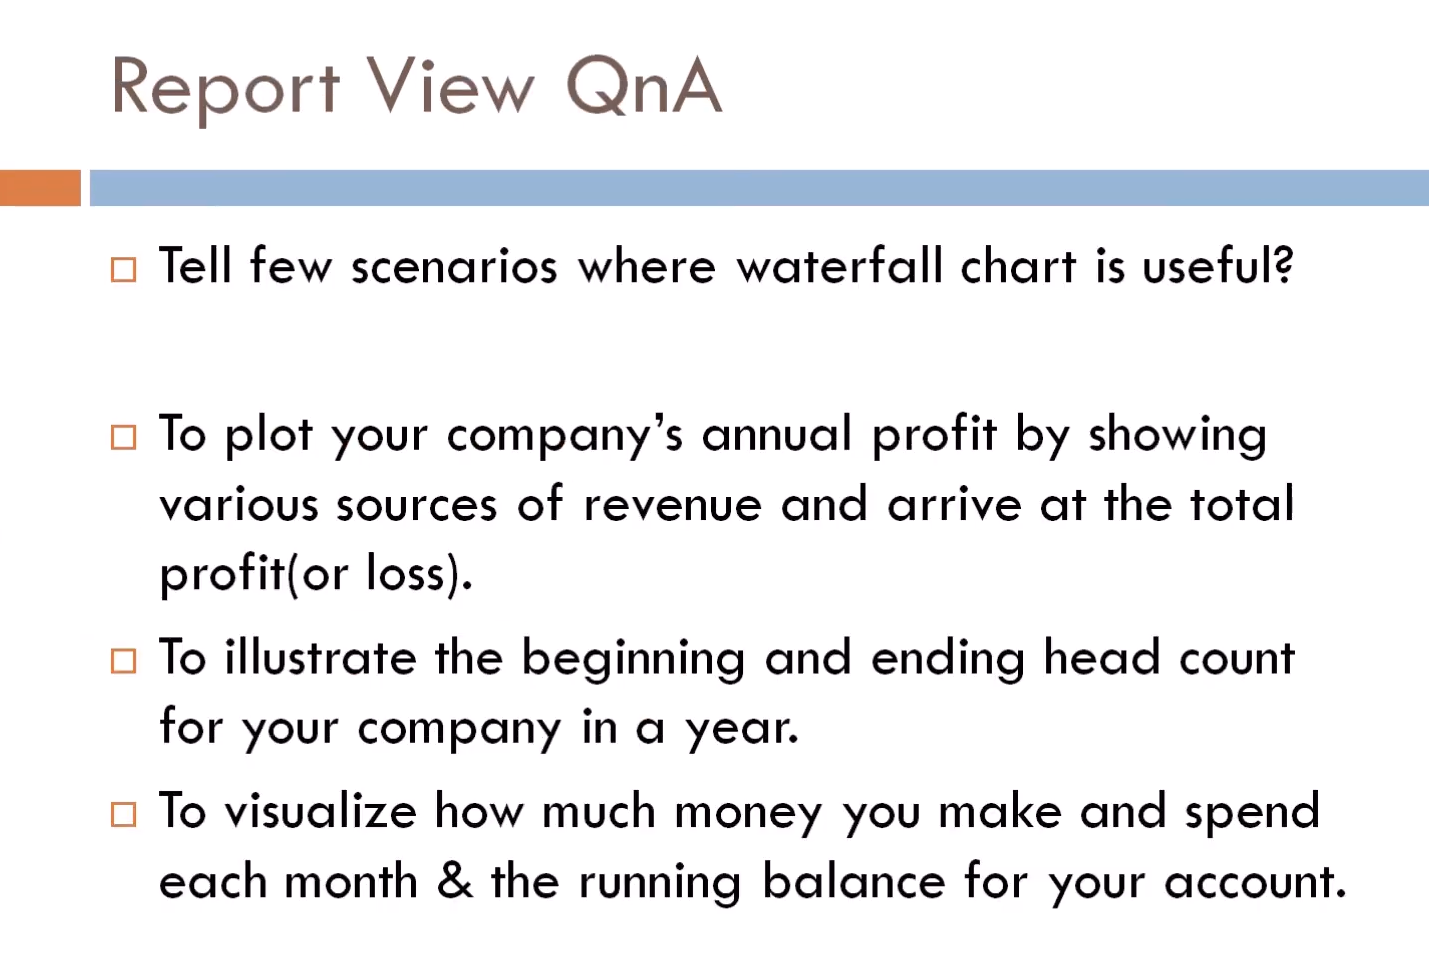 Report View QnA
Tell few scenarios where waterfall chart is useful?
To plot your company’s annual profit by showing
various sources of revenue and arrive at the total
profit(or loss).
To illustrate the beginning and ending head count
for your company in a year.
To visualize how much money you make and spend
each month & the running balance for your account.